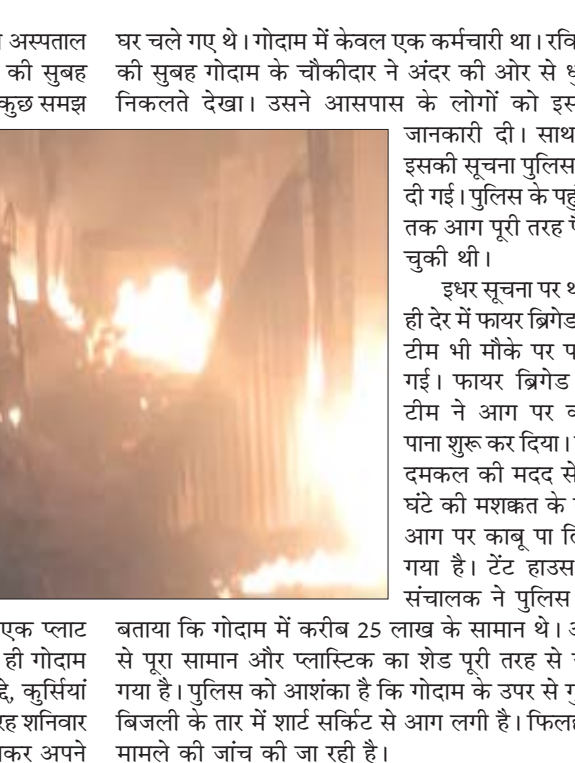 अस्पताल
की सुबह
कुछ समझ
एक प्लाट
ही गोदाम
कुर्सियां
शनिवार
अपने
घर चले गए थे। गोदाम में केवल एक कर्मचारी था।
की सुबह गोदाम के चौकीदार ने अंदर की ओर से
निकलते देखा। उसने आसपास के लोगों को
जानकारी दी। साथ
इसकी सूचना पुलिस
दी गई। पुलिस के
तक आग पूरी तरह
चुकी थी।
इधर सूचना पर
ही देर में फायर ब्रिगेड
टीम भी मौके पर
गई। फायर ब्रिगेड
टीम ने आग पर
पाना शुरू कर दिया।
दमकल की मदद से
घंटे की मशक्कत के
आग पर काबू पा
गया है। टेंट हाउस
संचालक ने पुलिस
बताया कि गोदाम में करीब 25 लाख के सामान थे।
से पूरा सामान और प्लास्टिक का शेड पूरी तरह से
गया है। पुलिस को आशंका है कि गोदाम के उपर से
बिजली के तार में शार्ट सर्किट से आग लगी है।
मामले की जांच की जा रही है।